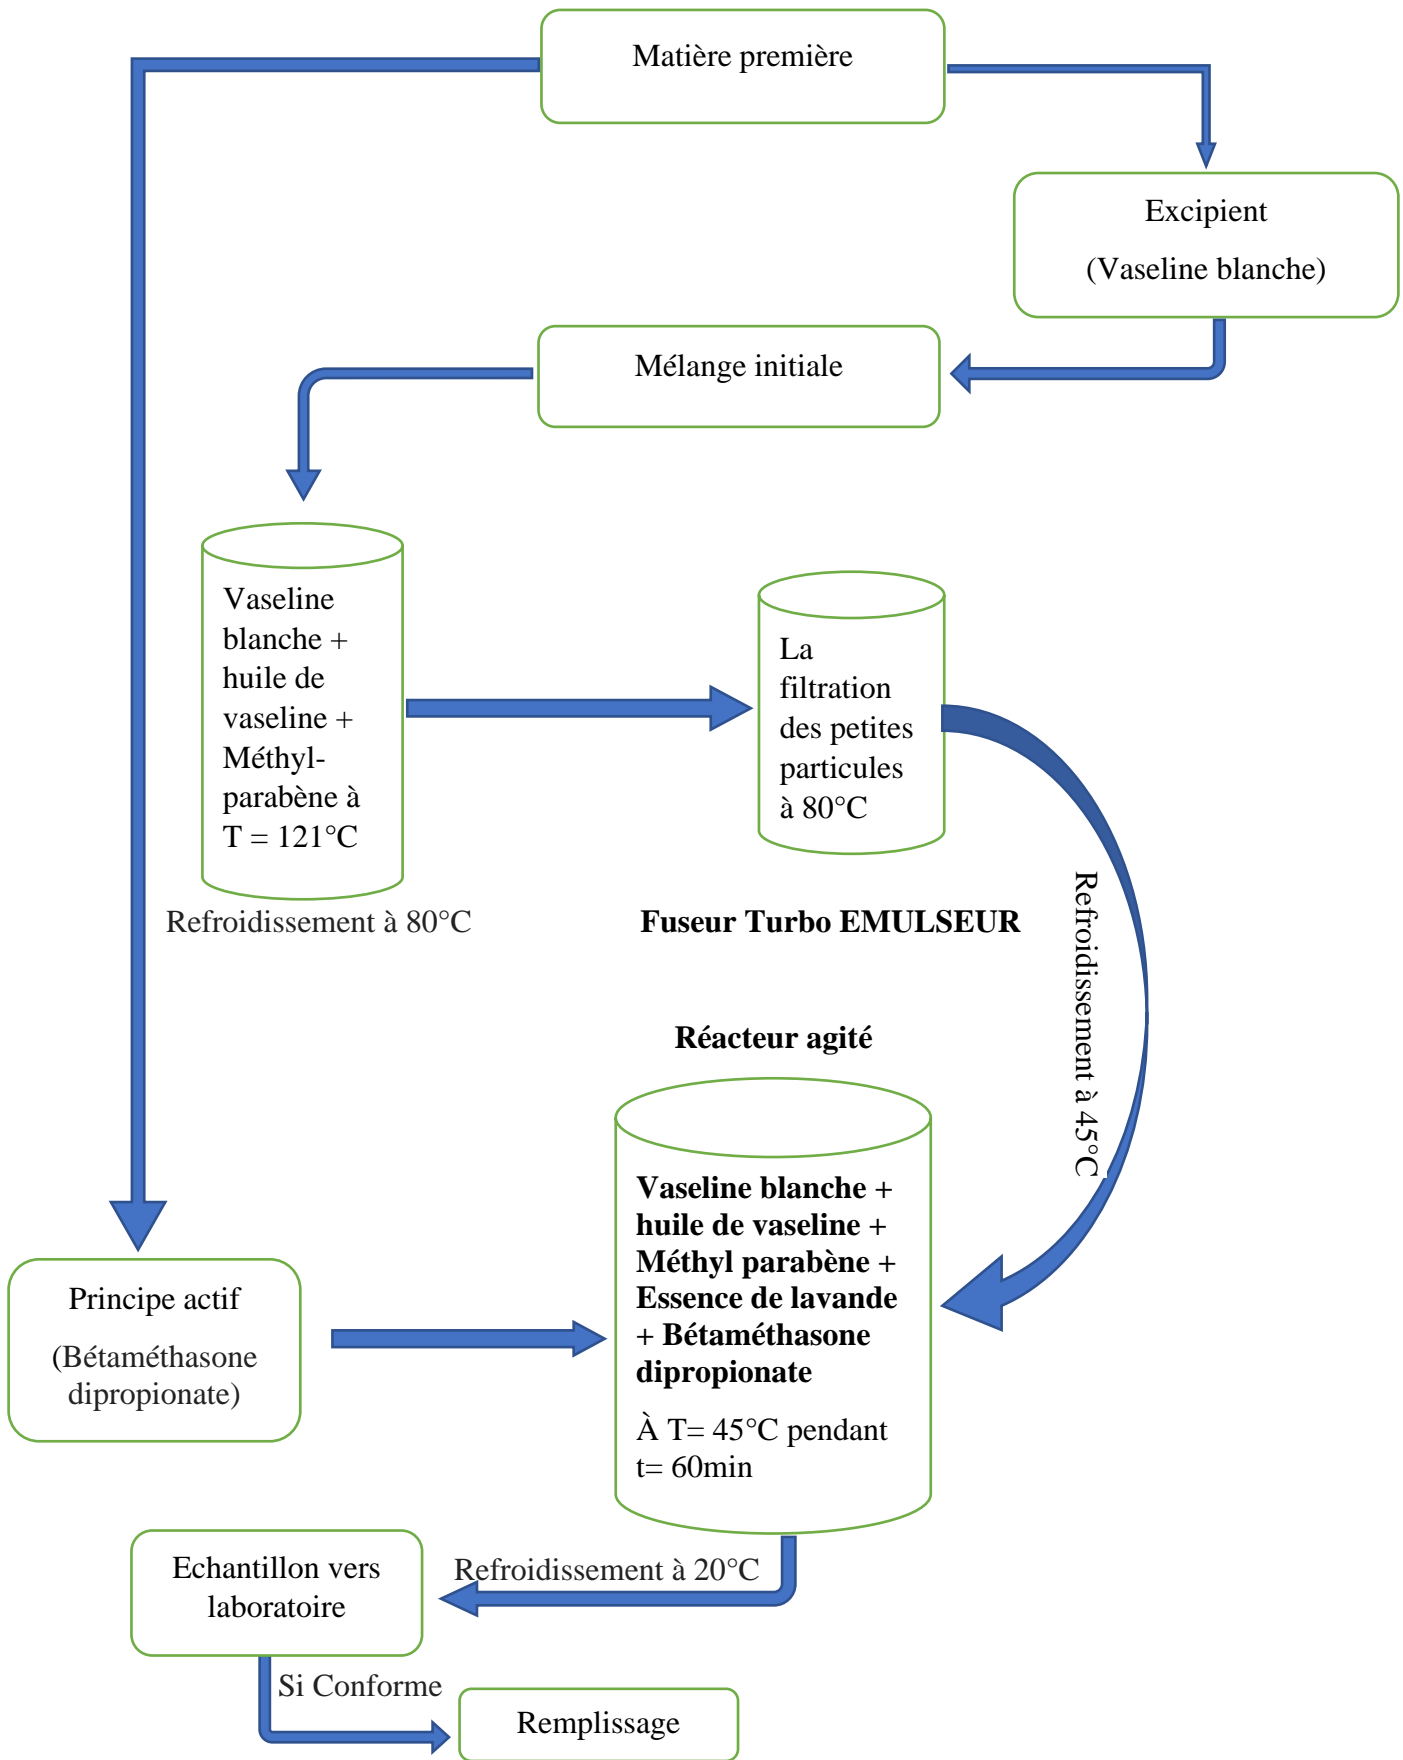 Matière première
Excipient
(Vaseline blanche)
Mélange initiale
Vaseline
blanche +
huile de
vaseline +
Méthyl-
parabène à
T = 121°C
La
filtration
des petites
particules
à 80°C
Refroidissement à 80°C
Fuseur Turbo EMULSEUR
Refroidissement à 45°C
Réacteur agité
Vaseline blanche +
huile de vaseline +
Méthyl parabène +
Essence de lavande
+ Bétaméthasone
dipropionate
À T= 45°C pendant
t= 60min
Principe actif
(Bétaméthasone
dipropionate)
Refroidissement à 20°C
Echantillon vers
laboratoire
Si Conforme
Remplissage